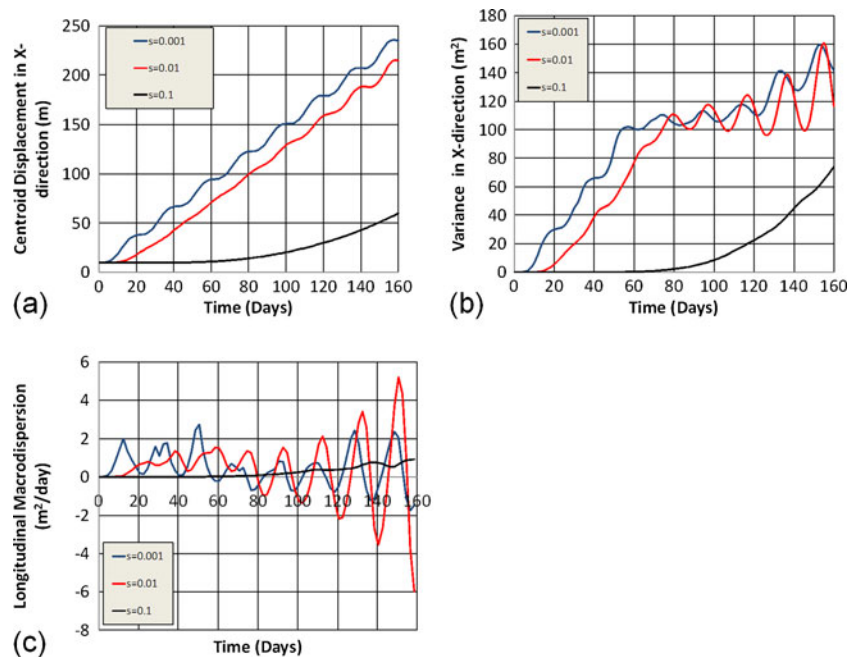 (a)
Centroid Displacement in X-
direction (m)
250
200
150
100
50
0
s=0.001
s=0.01
s=0.1
0 20 40 60 80 100 120 140 160
Time (Days)
(b)
Variance in X-direction (m²)
180
160
140
120
100
80
60
40
20
0
s=0.001
s=0.01
s=0.1
0 20 40 60 80 100 120 140 160
Time (Days)
(c)
Longitudinal Macrodispersion
(m²/day)
6
4
2
0
-2
-4
-6
-8
0 20 40 60 80 100 120 140 160
s=0.001
s=0.01
s=0.1
Time (Days)